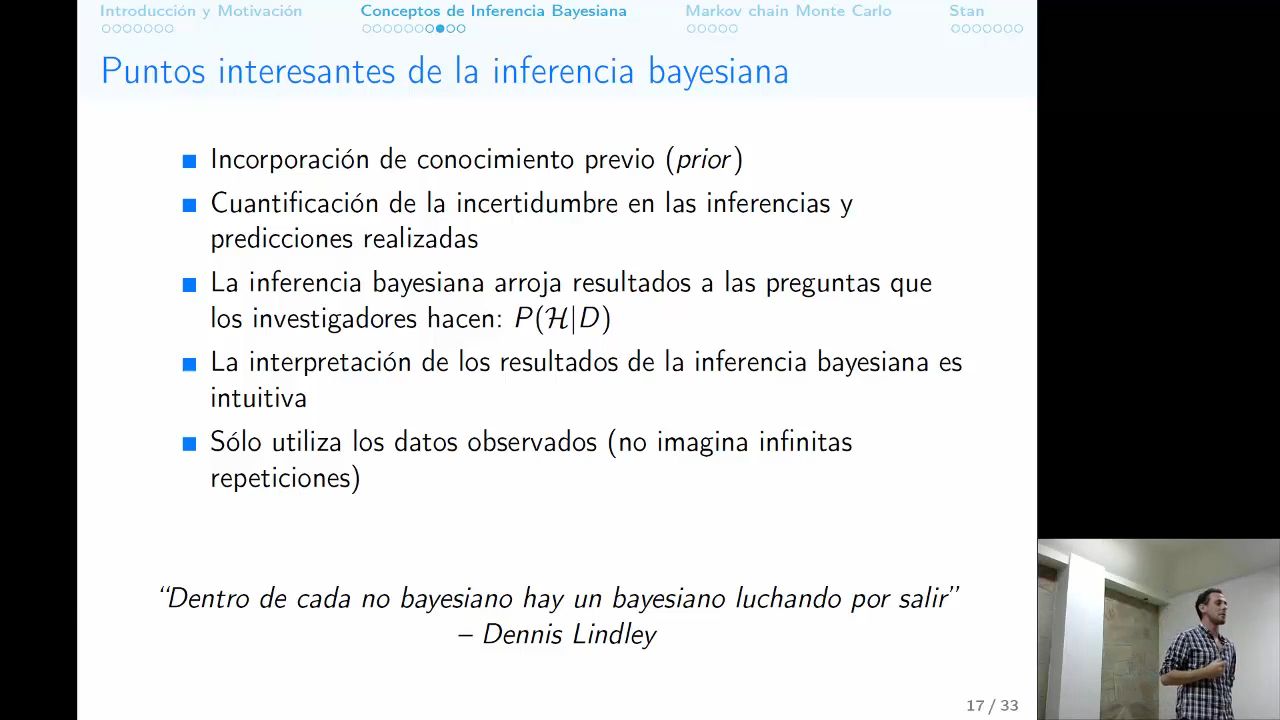 Introducción y Motivación Conceptos de Inferencia Bayesiana Markov chain Monte Carlo Stan
Puntos interesantes de la inferencia bayesiana
Incorporación de conocimiento previo (prior)
Cuantificación de la incertidumbre en las inferencias y
predicciones realizadas
La inferencia bayesiana arroja resultados a las preguntas que
los investigadores hacen: P(ℋ|D)
La interpretación de los resultados de la inferencia bayesiana es
intuitiva
Sólo utiliza los datos observados (no imagina infinitas
repeticiones)
“Dentro de cada no bayesiano hay un bayesiano luchando por salir”
– Dennis Lindley
17 / 33